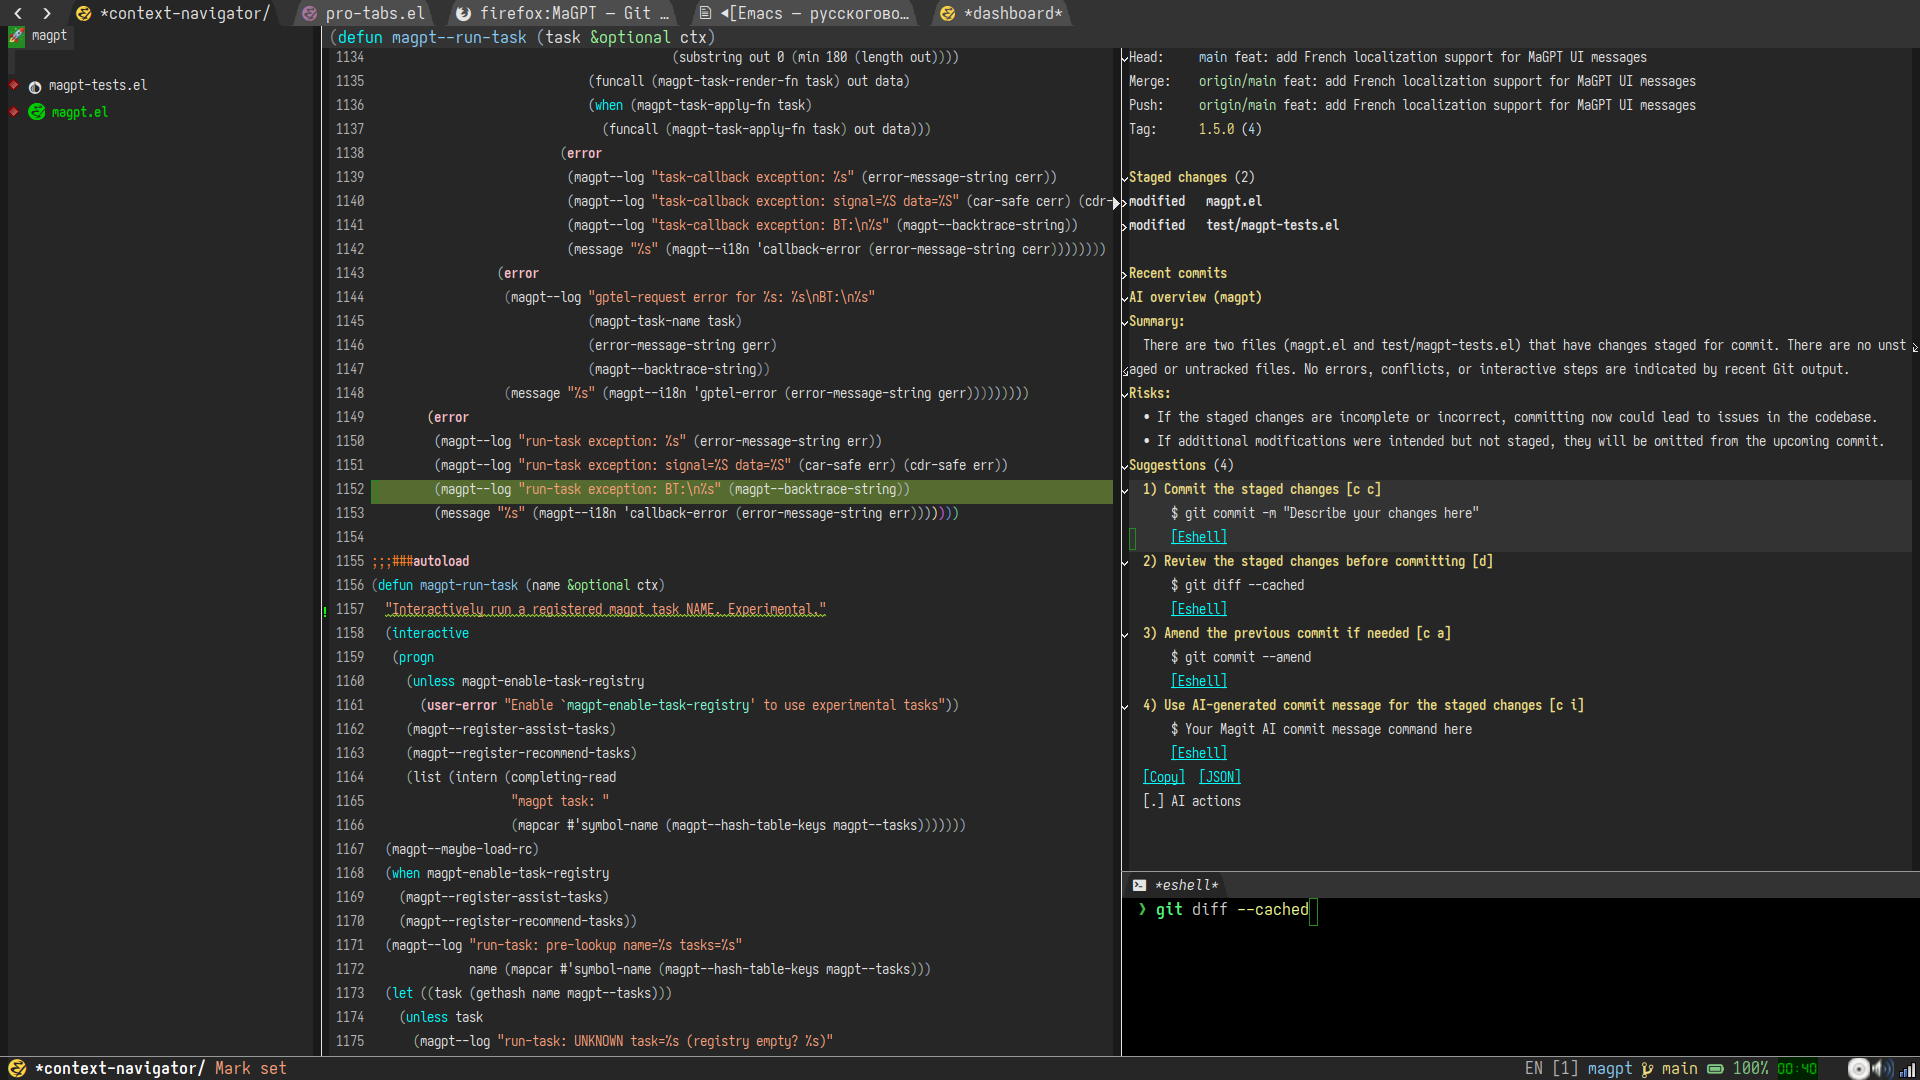 *context-navigator/
pro-tabs.el
firefox:MaGPT — Git …
◀[Emacs — русскогово…
*dashboard*
magpt
magpt-tests.el
magpt.el
(defun magpt--run-task (task &optional ctx)
1134 (substring out 0 (min 180 (length out))))
1135 (funcall (magpt-task-render-fn task) out data)
1136 (when (magpt-task-apply-fn task)
1137 (funcall (magpt-task-apply-fn task) out data)))
1138 (error
1139 (magpt--log "task-callback exception: %s" (error-message-string cerr))
1140 (magpt--log "task-callback exception: signal=%S data=%S" (car-safe cerr) (cdr-
1141 (magpt--log "task-callback exception: BT:\n%s" (magpt--backtrace-string))
1142 (message "%s" (magpt--i18n 'callback-error (error-message-string cerr))))))))
1143 (error
1144 (magpt--log "gptel-request error for %s: %s\nBT:\n%s"
1145 (magpt-task-name task)
1146 (error-message-string gerr)
1147 (magpt--backtrace-string))
1148 (message "%s" (magpt--i18n 'gptel-error (error-message-string gerr)))))))))
1149 (error
1150 (magpt--log "run-task exception: %s" (error-message-string err))
1151 (magpt--log "run-task exception: signal=%S data=%S" (car-safe err) (cdr-safe err))
1152 (magpt--log "run-task exception: BT:\n%s" (magpt--backtrace-string))
1153 (message "%s" (magpt--i18n 'callback-error (error-message-string err)))))))
1154
1155 ;;;###autoload
1156 (defun magpt-run-task (name &optional ctx)
! 1157 "Interactively run a registered magpt task NAME. Experimental."
1158 (interactive
1159 (progn
1160 (unless magpt-enable-task-registry
1161 (user-error "Enable `magpt-enable-task-registry' to use experimental tasks"))
1162 (magpt--register-assist-tasks)
1163 (magpt--register-recommend-tasks)
1164 (list (intern (completing-read
1165 "magpt task: "
1166 (mapcar #'symbol-name (magpt--hash-table-keys magpt--tasks)))))))
1167 (magpt--maybe-load-rc)
1168 (when magpt-enable-task-registry
1169 (magpt--register-assist-tasks)
1170 (magpt--register-recommend-tasks))
1171 (magpt--log "run-task: pre-lookup name=%s tasks=%s"
1172 name (mapcar #'symbol-name (magpt--hash-table-keys magpt--tasks)))
1173 (let ((task (gethash name magpt--tasks)))
1174 (unless task
1175 (magpt--log "run-task: UNKNOWN task=%s (registry empty? %s)"
Head: main feat: add French localization support for MaGPT UI messages
Merge: origin/main feat: add French localization support for MaGPT UI messages
Push: origin/main feat: add French localization support for MaGPT UI messages
Tag: 1.5.0 (4)
Staged changes (2)
modified magpt.el
modified test/magpt-tests.el
Recent commits
AI overview (magpt)
Summary:
There are two files (magpt.el and test/magpt-tests.el) that have changes staged for commit. There are no unst
aged or untracked files. No errors, conflicts, or interactive steps are indicated by recent Git output.
Risks:
• If the staged changes are incomplete or incorrect, committing now could lead to issues in the codebase.
• If additional modifications were intended but not staged, they will be omitted from the upcoming commit.
Suggestions (4)
1) Commit the staged changes [c c]
$ git commit -m "Describe your changes here"
[Eshell]
2) Review the staged changes before committing [d]
$ git diff --cached
[Eshell]
3) Amend the previous commit if needed [c a]
$ git commit --amend
[Eshell]
4) Use AI-generated commit message for the staged changes [c i]
$ Your Magit AI commit message command here
[Eshell]
[Copy] [JSON]
[.] AI actions
*eshell*
❯ git diff --cached
*context-navigator/ Mark set
EN [1] magpt main 100% 00:40